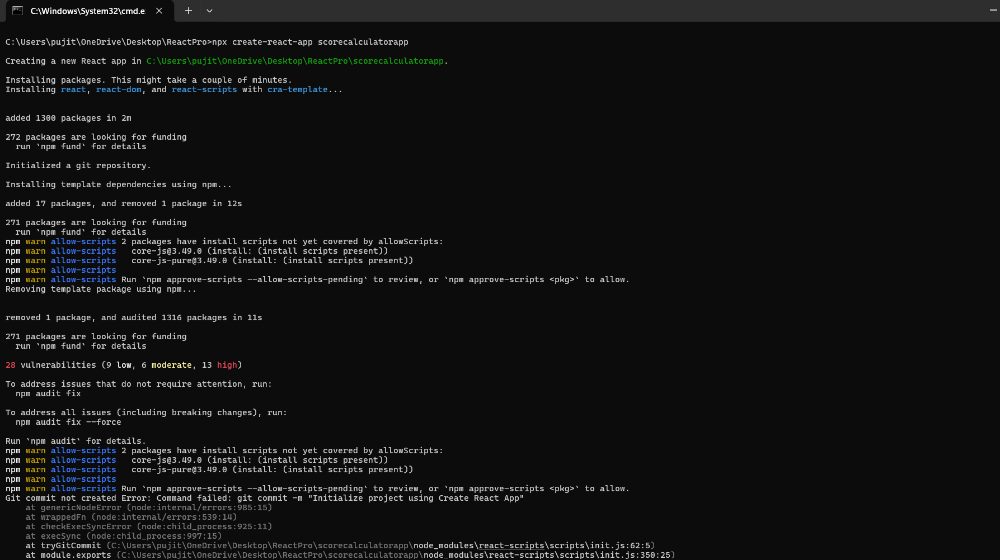 C:\Windows\System32\cmd.e
C:\Users\pujit\OneDrive\Desktop\ReactPro>npx create-react-app scorecalculatorapp
Creating a new React app in C:\Users\pujit\OneDrive\Desktop\ReactPro\scorecalculatorapp.
Installing packages. This might take a couple of minutes.
Installing react, react-dom, and react-scripts with cra-template...
added 1300 packages in 2m
272 packages are looking for funding
  run `npm fund` for details
Initialized a git repository.
Installing template dependencies using npm...
added 17 packages, and removed 1 package in 12s
271 packages are looking for funding
  run `npm fund` for details
npm warn allow-scripts 2 packages have install scripts not yet covered by allowScripts:
npm warn allow-scripts   core-js@3.49.0 (install: (install scripts present))
npm warn allow-scripts   core-js-pure@3.49.0 (install: (install scripts present))
npm warn allow-scripts
npm warn allow-scripts Run `npm approve-scripts --allow-scripts-pending` to review, or `npm approve-scripts <pkg>` to allow.
Removing template package using npm...
removed 1 package, and audited 1316 packages in 11s
271 packages are looking for funding
  run `npm fund` for details
28 vulnerabilities (9 low, 6 moderate, 13 high)
To address issues that do not require attention, run:
  npm audit fix
To address all issues (including breaking changes), run:
  npm audit fix --force
Run `npm audit` for details.
npm warn allow-scripts 2 packages have install scripts not yet covered by allowScripts:
npm warn allow-scripts   core-js@3.49.0 (install: (install scripts present))
npm warn allow-scripts   core-js-pure@3.49.0 (install: (install scripts present))
npm warn allow-scripts
npm warn allow-scripts Run `npm approve-scripts --allow-scripts-pending` to review, or `npm approve-scripts <pkg>` to allow.
Git commit not created Error: Command failed: git commit -m "Initialize project using Create React App"
    at genericNodeError (node:internal/errors:985:15)
    at wrappedFn (node:internal/errors:539:14)
    at checkExecSyncError (node:child_process:925:11)
    at execSync (node:child_process:997:15)
    at tryGitCommit (C:\Users\pujit\OneDrive\Desktop\ReactPro\scorecalculatorapp\node_modules\react-scripts\scripts\init.js:62:5)
    at module.exports (C:\Users\pujit\OneDrive\Desktop\ReactPro\scorecalculatorapp\node_modules\react-scripts\scripts\init.js:350:25)